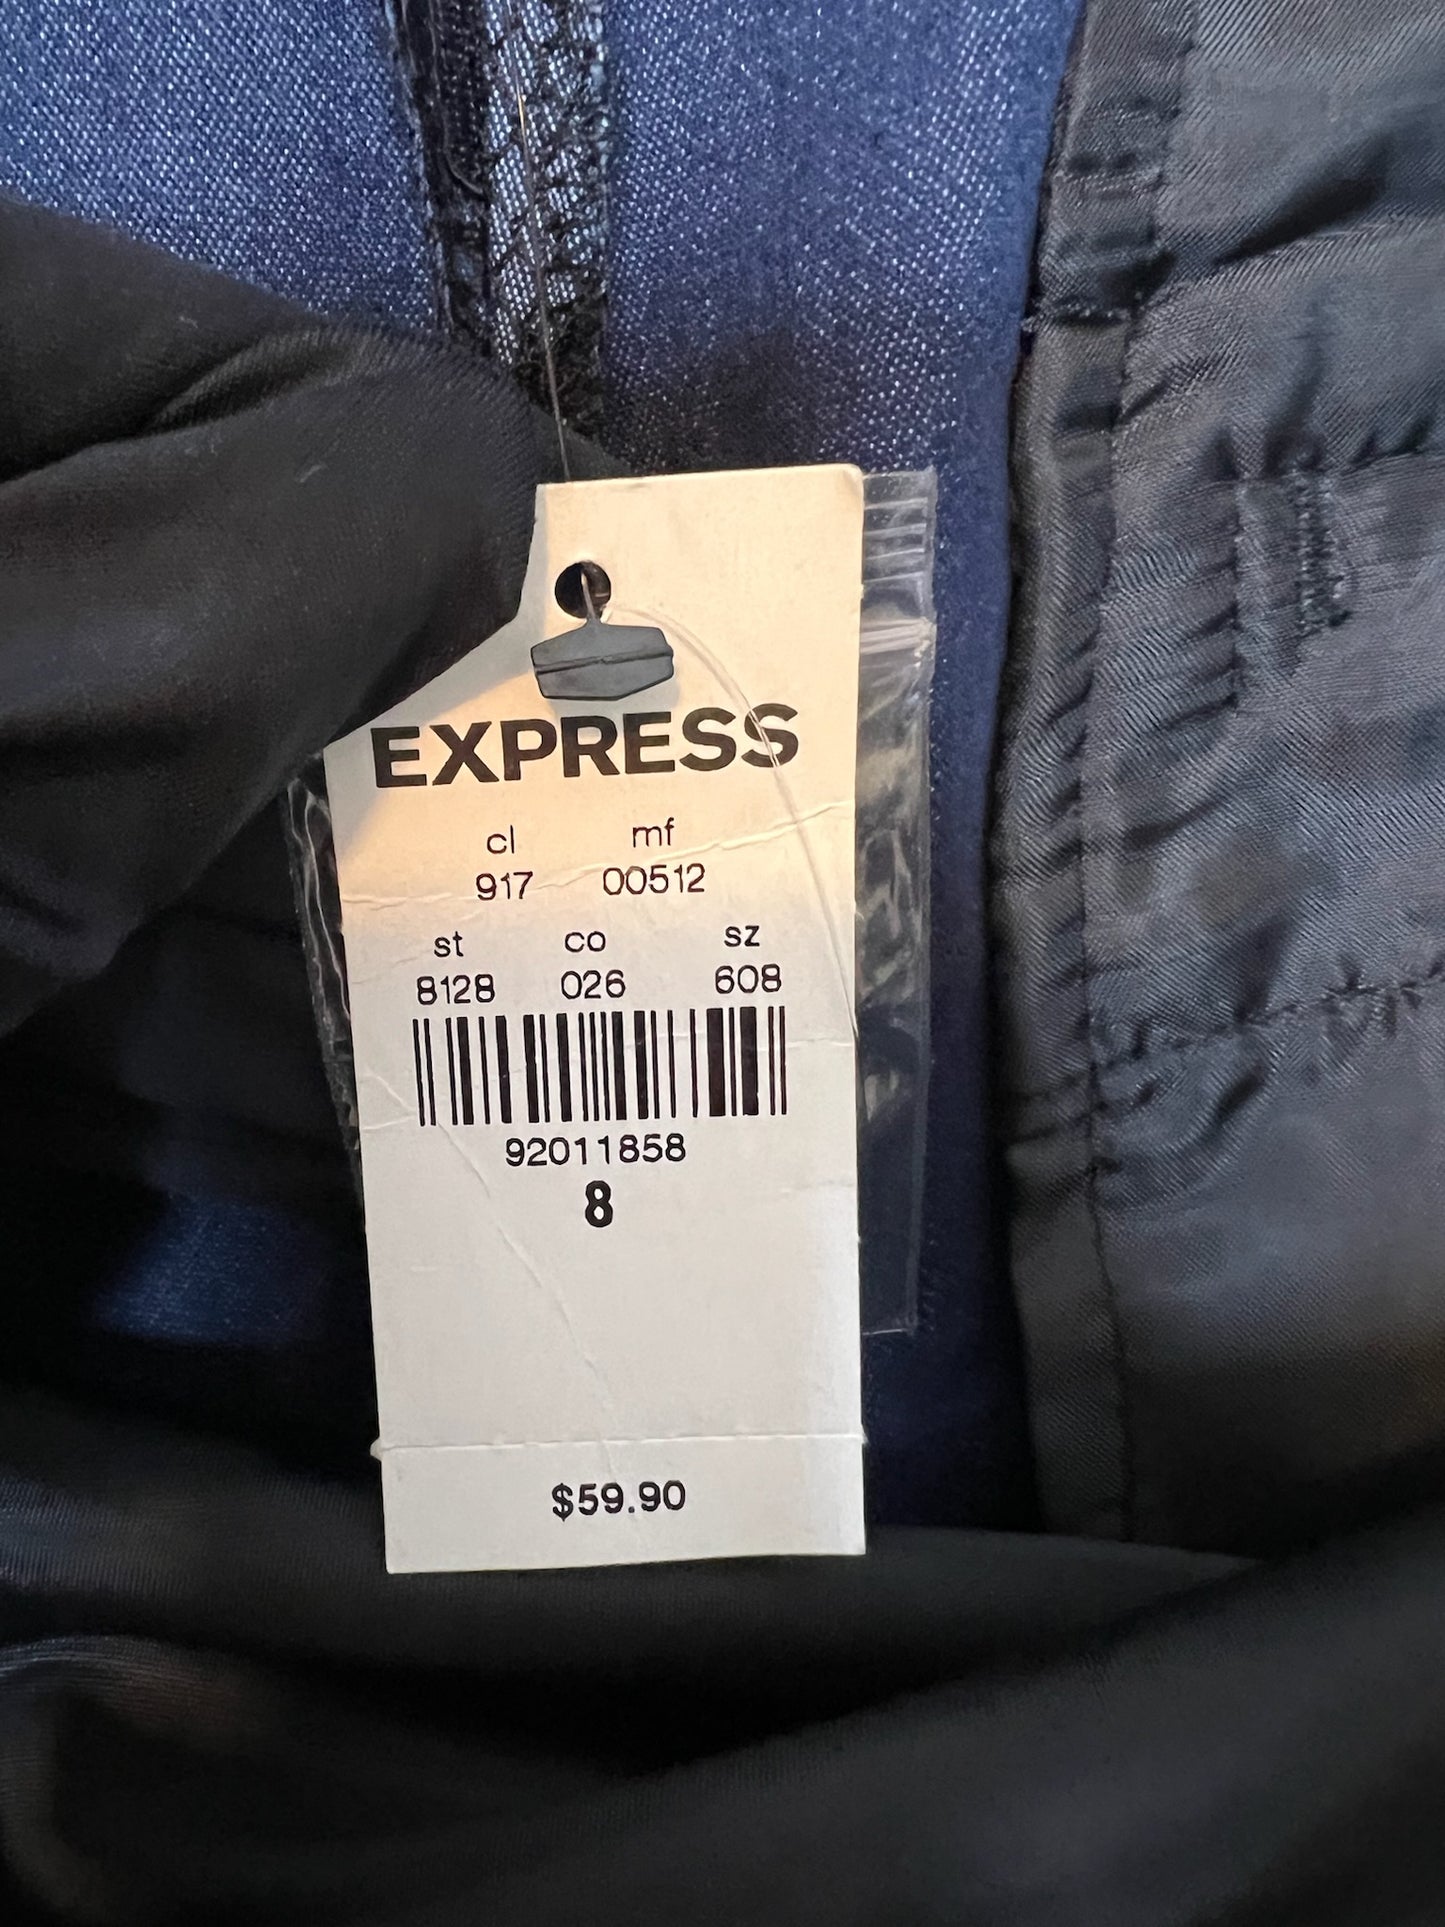 EXPRESS
cl mf
917 00512
st co sz
8128 026 608
92011858
8
$59.90